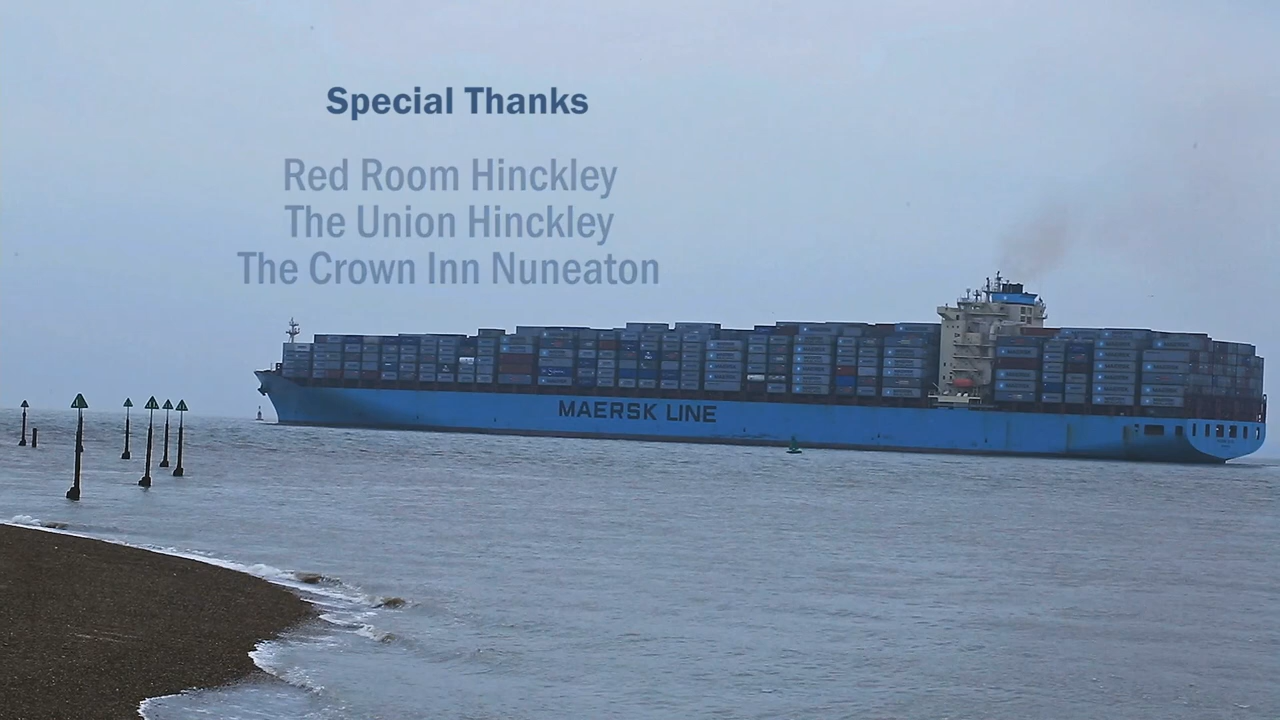 Special Thanks
Red Room Hinckley
The Union Hinckley
The Crown Inn Nuneaton
MAERSK LINE